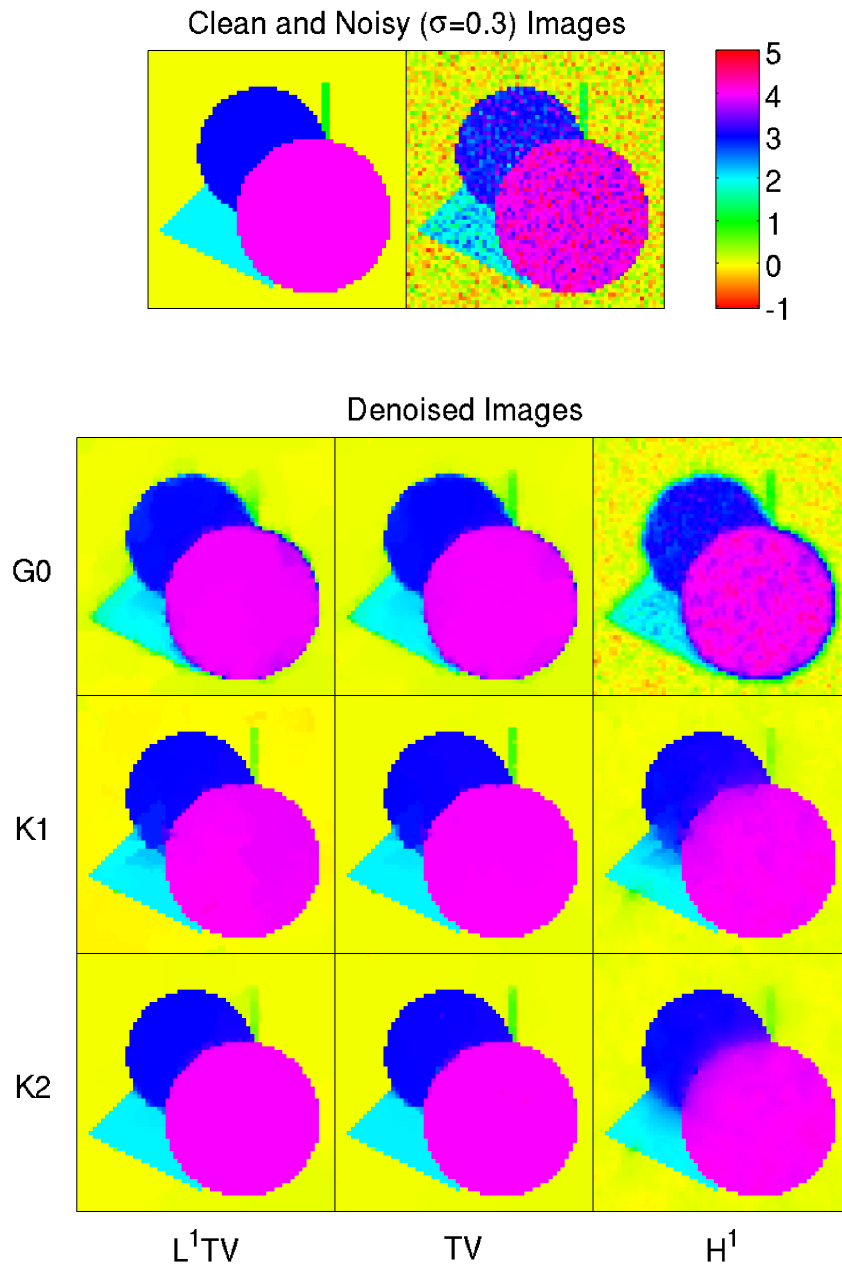 Clean and Noisy (σ=0.3) Images
5
4
3
2
1
0
-1
Denoised Images
G0
K1
K2
L¹TV TV H¹